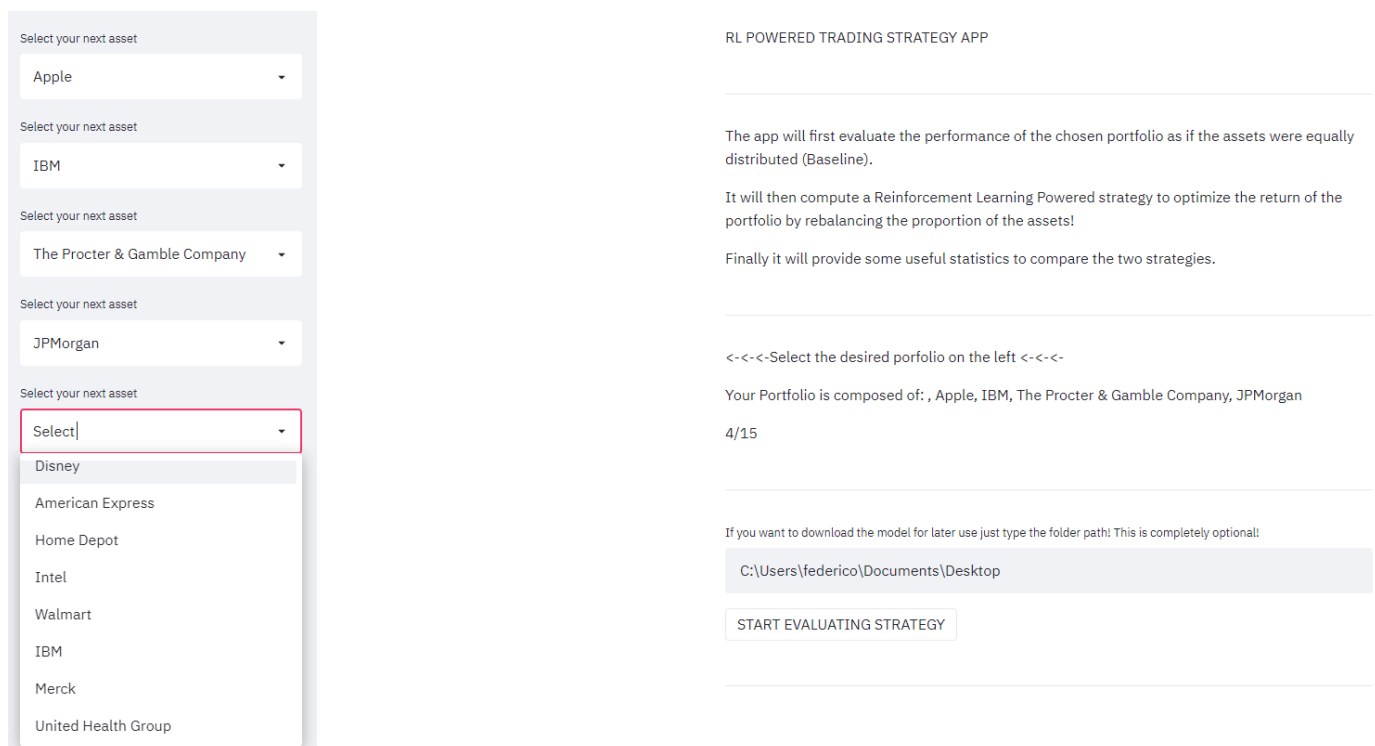 Select your next asset
Apple
Select your next asset
IBM
Select your next asset
The Procter & Gamble Company
Select your next asset
JPMorgan
Select your next asset
Select
Disney
American Express
Home Depot
Intel
Walmart
IBM
Merck
United Health Group
RL POWERED TRADING STRATEGY APP
The app will first evaluate the performance of the chosen portfolio as if the assets were equally
distributed (Baseline).
It will then compute a Reinforcement Learning Powered strategy to optimize the return of the
portfolio by rebalancing the proportion of the assets!
Finally it will provide some useful statistics to compare the two strategies.
<-<-<-Select the desired porfolio on the left <-<-<-
Your Portfolio is composed of: , Apple, IBM, The Procter & Gamble Company, JPMorgan
4/15
If you want to download the model for later use just type the folder path! This is completely optional!
C:\Users\federico\Documents\Desktop
START EVALUATING STRATEGY